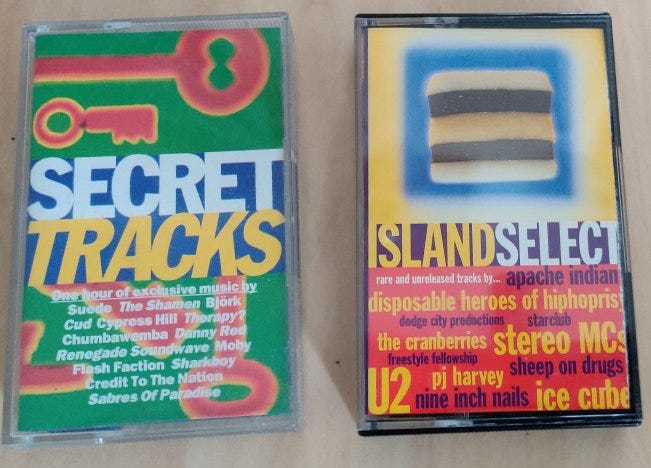 SECRET
TRACKS
One hour of exclusive music by
Suede The Shamen Björk
Cud Cypress Hill Therapy?
Chumbawamba Danny Red
Renegade Soundwave Moby
Flash Faction Sharkboy
Credit To The Nation
Sabres Of Paradise
ISLANDSELECT
rare and unreleased tracks by... apache indian
disposable heroes of hiphoprisy
dodge city productions starclub
the cranberries stereo MCs
freestyle fellowship sheep on drugs
U2 pj harvey
nine inch nails ice cube